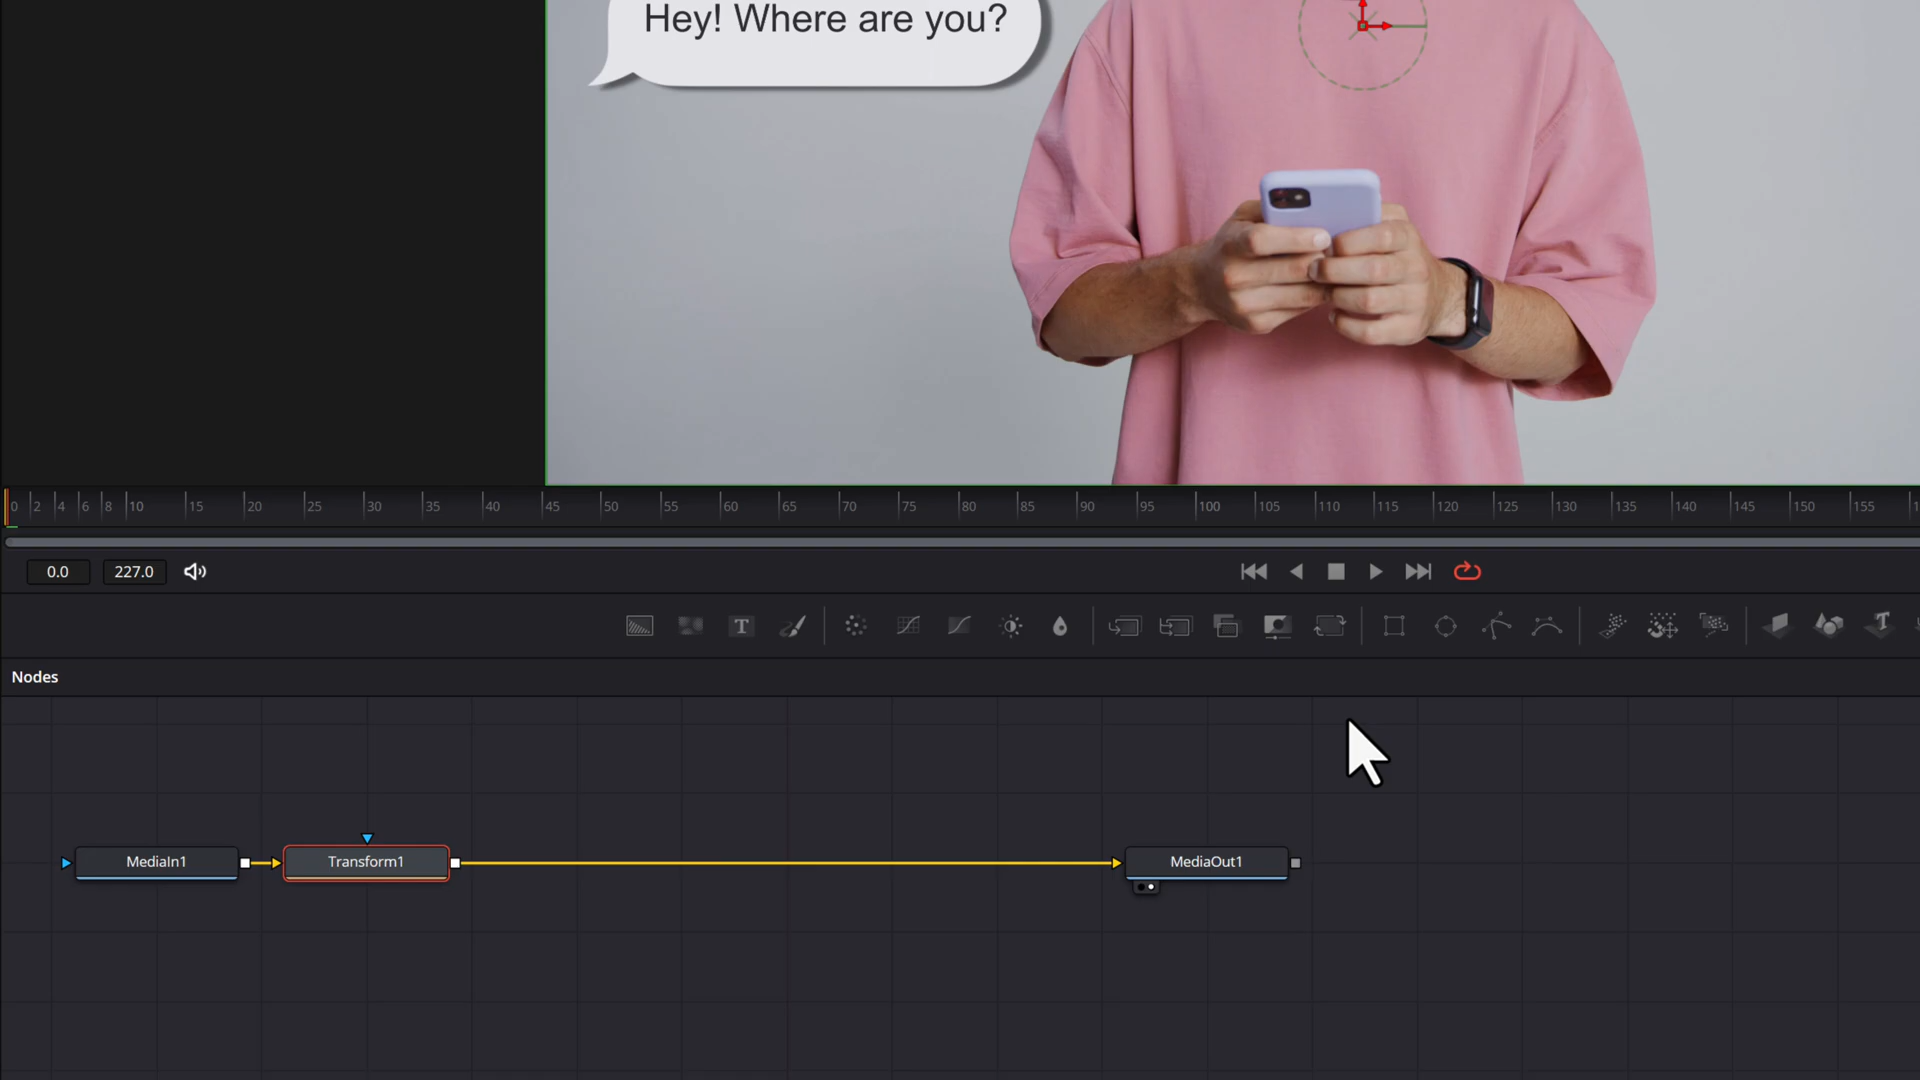 Hey! Where are you?
0 2 4 6 8 10 15 20 25 30 35 40 45 50 55 60 65 70 75 80 85 90 95 100 105 110 115 120 125 130 135 140 145 150 155
0.0 227.0
T T
Nodes
MediaIn1 Transform1 MediaOut1